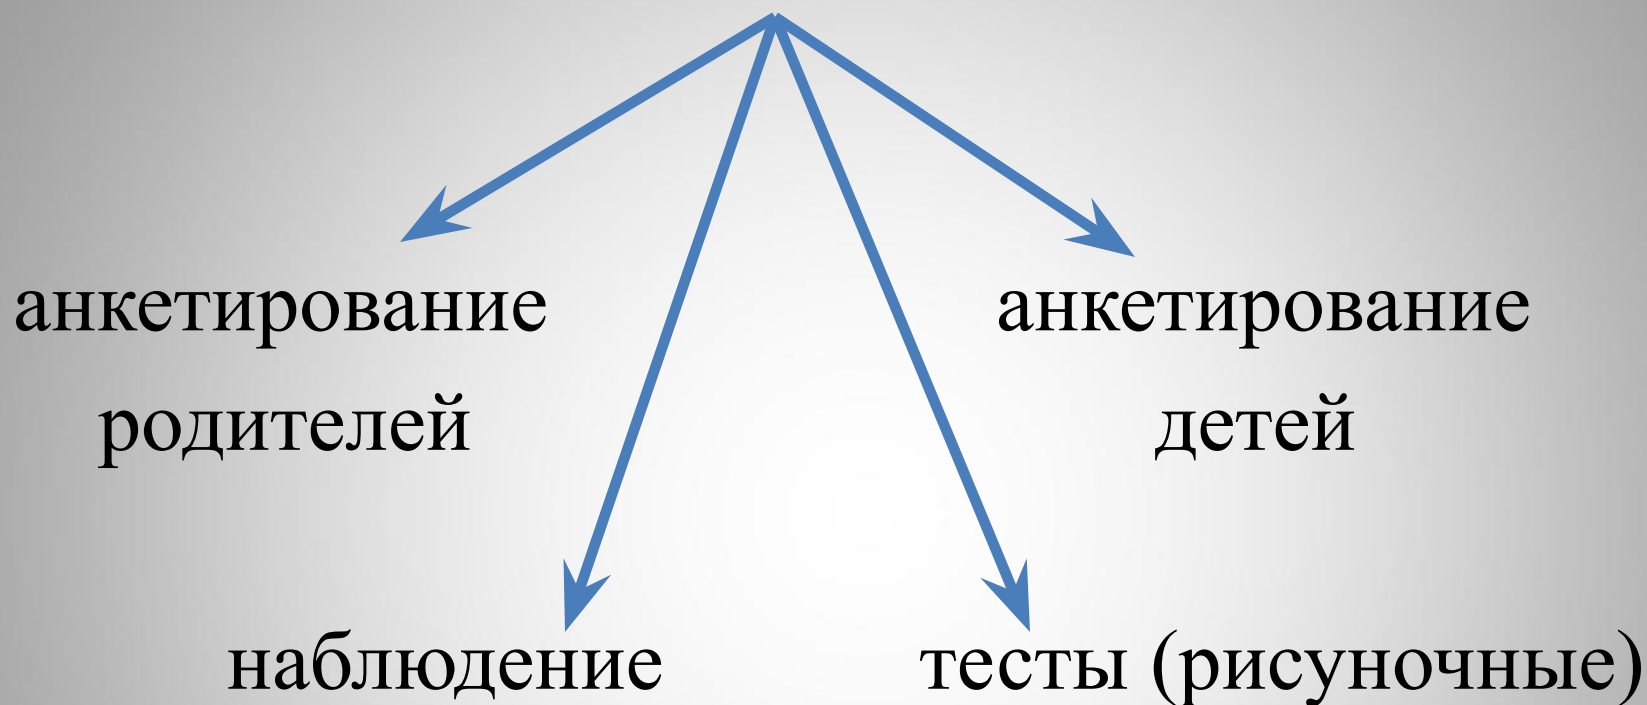 анкетирование
родителей
анкетирование
детей
наблюдение
тесты (рисуночные)